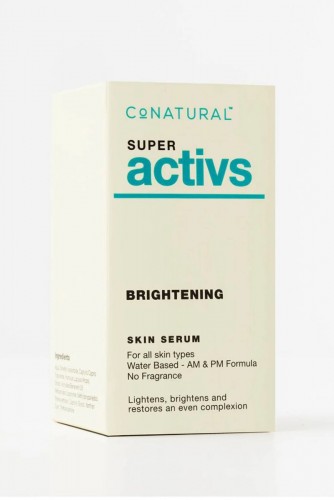 CoNATURAL™
SUPER
activs
BRIGHTENING
SKIN SERUM
For all skin types
Water Based - AM & PM Formula
No Fragrance
Lightens, brightens and
restores an even complexion
Ingredients: